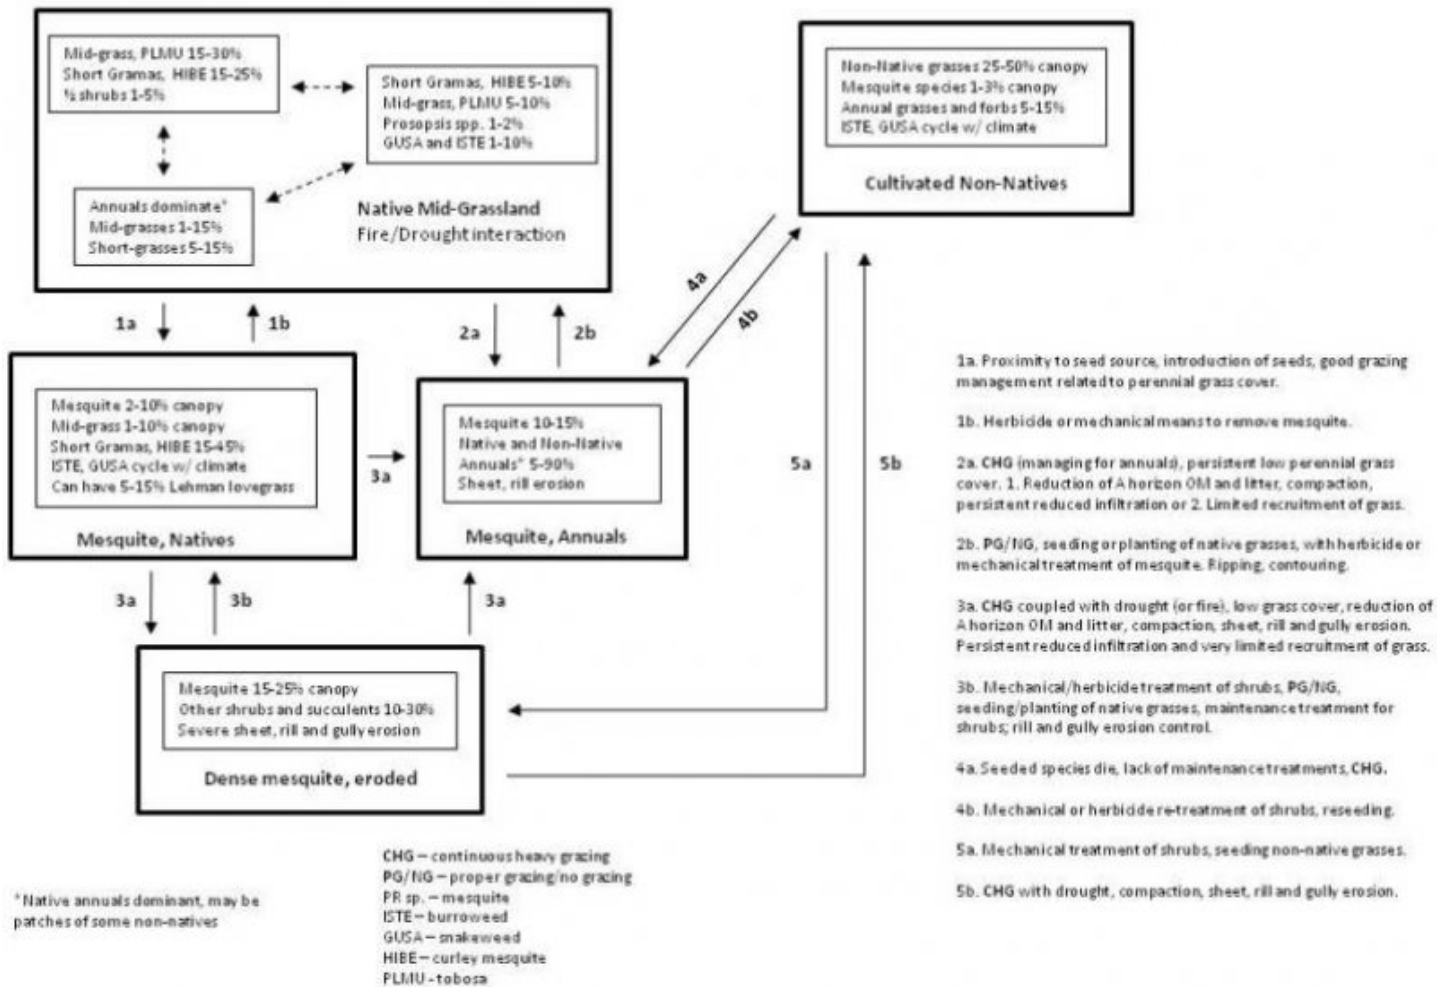 Mid-grass, PLMU 15-30%
Short Gramas, HIBE 15-25%
½ shrubs 1-5%
Short Gramas, HIBE 5-10%
Mid-grass, PLMU 5-10%
Prosopsis spp. 1-2%
GUSA and ISTE 1-10%
Annuals dominate*
Mid-grasses 1-15%
Short-grasses 5-15%
Native Mid-Grassland
Fire/Drought interaction
Non-Native grasses 25-50% canopy
Mesquite species 1-3% canopy
Annual grasses and forbs 5-15%
ISTE, GUSA cycle w/ climate
Cultivated Non-Natives
1a
1b
2a
2b
4a
4b
Mesquite 2-10% canopy
Mid-grass 1-10% canopy
Short Gramas, HIBE 15-45%
ISTE, GUSA cycle w/ climate
Can have 5-15% Lehman lovegrass
Mesquite, Natives
3a
Mesquite 10-15%
Native and Non-Native
Annuals* 5-90%
Sheet, rill erosion
Mesquite, Annuals
5a
5b
3a
3b
3a
Mesquite 15-25% canopy
Other shrubs and succulents 10-30%
Severe sheet, rill and gully erosion
Dense mesquite, eroded
1a. Proximity to seed source, introduction of seeds, good grazing
management related to perennial grass cover.
1b. Herbicide or mechanical means to remove mesquite.
2a. CHG (managing for annuals), persistent low perennial grass
cover. 1. Reduction of A horizon OM and litter, compaction,
persistent reduced infiltration or 2. Limited recruitment of grass.
2b. PG/NG, seeding or planting of native grasses, with herbicide or
mechanical treatment of mesquite. Ripping, contouring.
3a. CHG coupled with drought (or fire), low grass cover, reduction of
A horizon OM and litter, compaction, sheet, rill and gully erosion.
Persistent reduced infiltration and very limited recruitment of grass.
3b. Mechanical/herbicide treatment of shrubs, PG/NG,
seeding/planting of native grasses, maintenance treatment for
shrubs; rill and gully erosion control.
4a. Seeded species die, lack of maintenance treatments, CHG.
4b. Mechanical or herbicide re-treatment of shrubs, reseeding.
5a. Mechanical treatment of shrubs, seeding non-native grasses.
5b. CHG with drought, compaction, sheet, rill and gully erosion.
*Native annuals dominant, may be
patches of some non-natives
CHG – continuous heavy grazing
PG/NG – proper grazing/no grazing
PR sp. – mesquite
ISTE – burroweed
GUSA – snakeweed
HIBE – curley mesquite
PLMU - tobosa